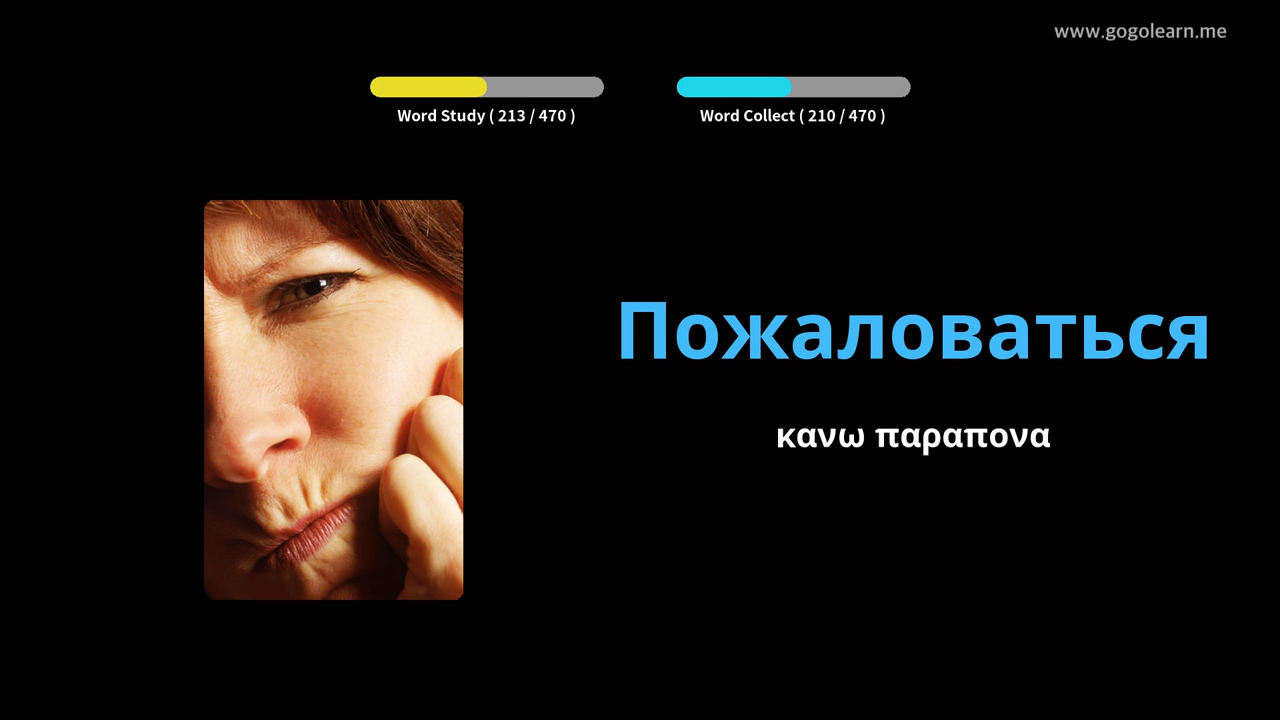 www.gogolearn.me
Word Study ( 213 / 470 )
Word Collect ( 210 / 470 )
Пожаловаться
κανω παραπονα